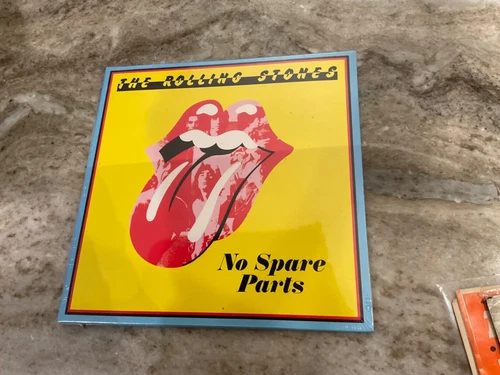 THE ROLLING STONES
No Spare
Parts